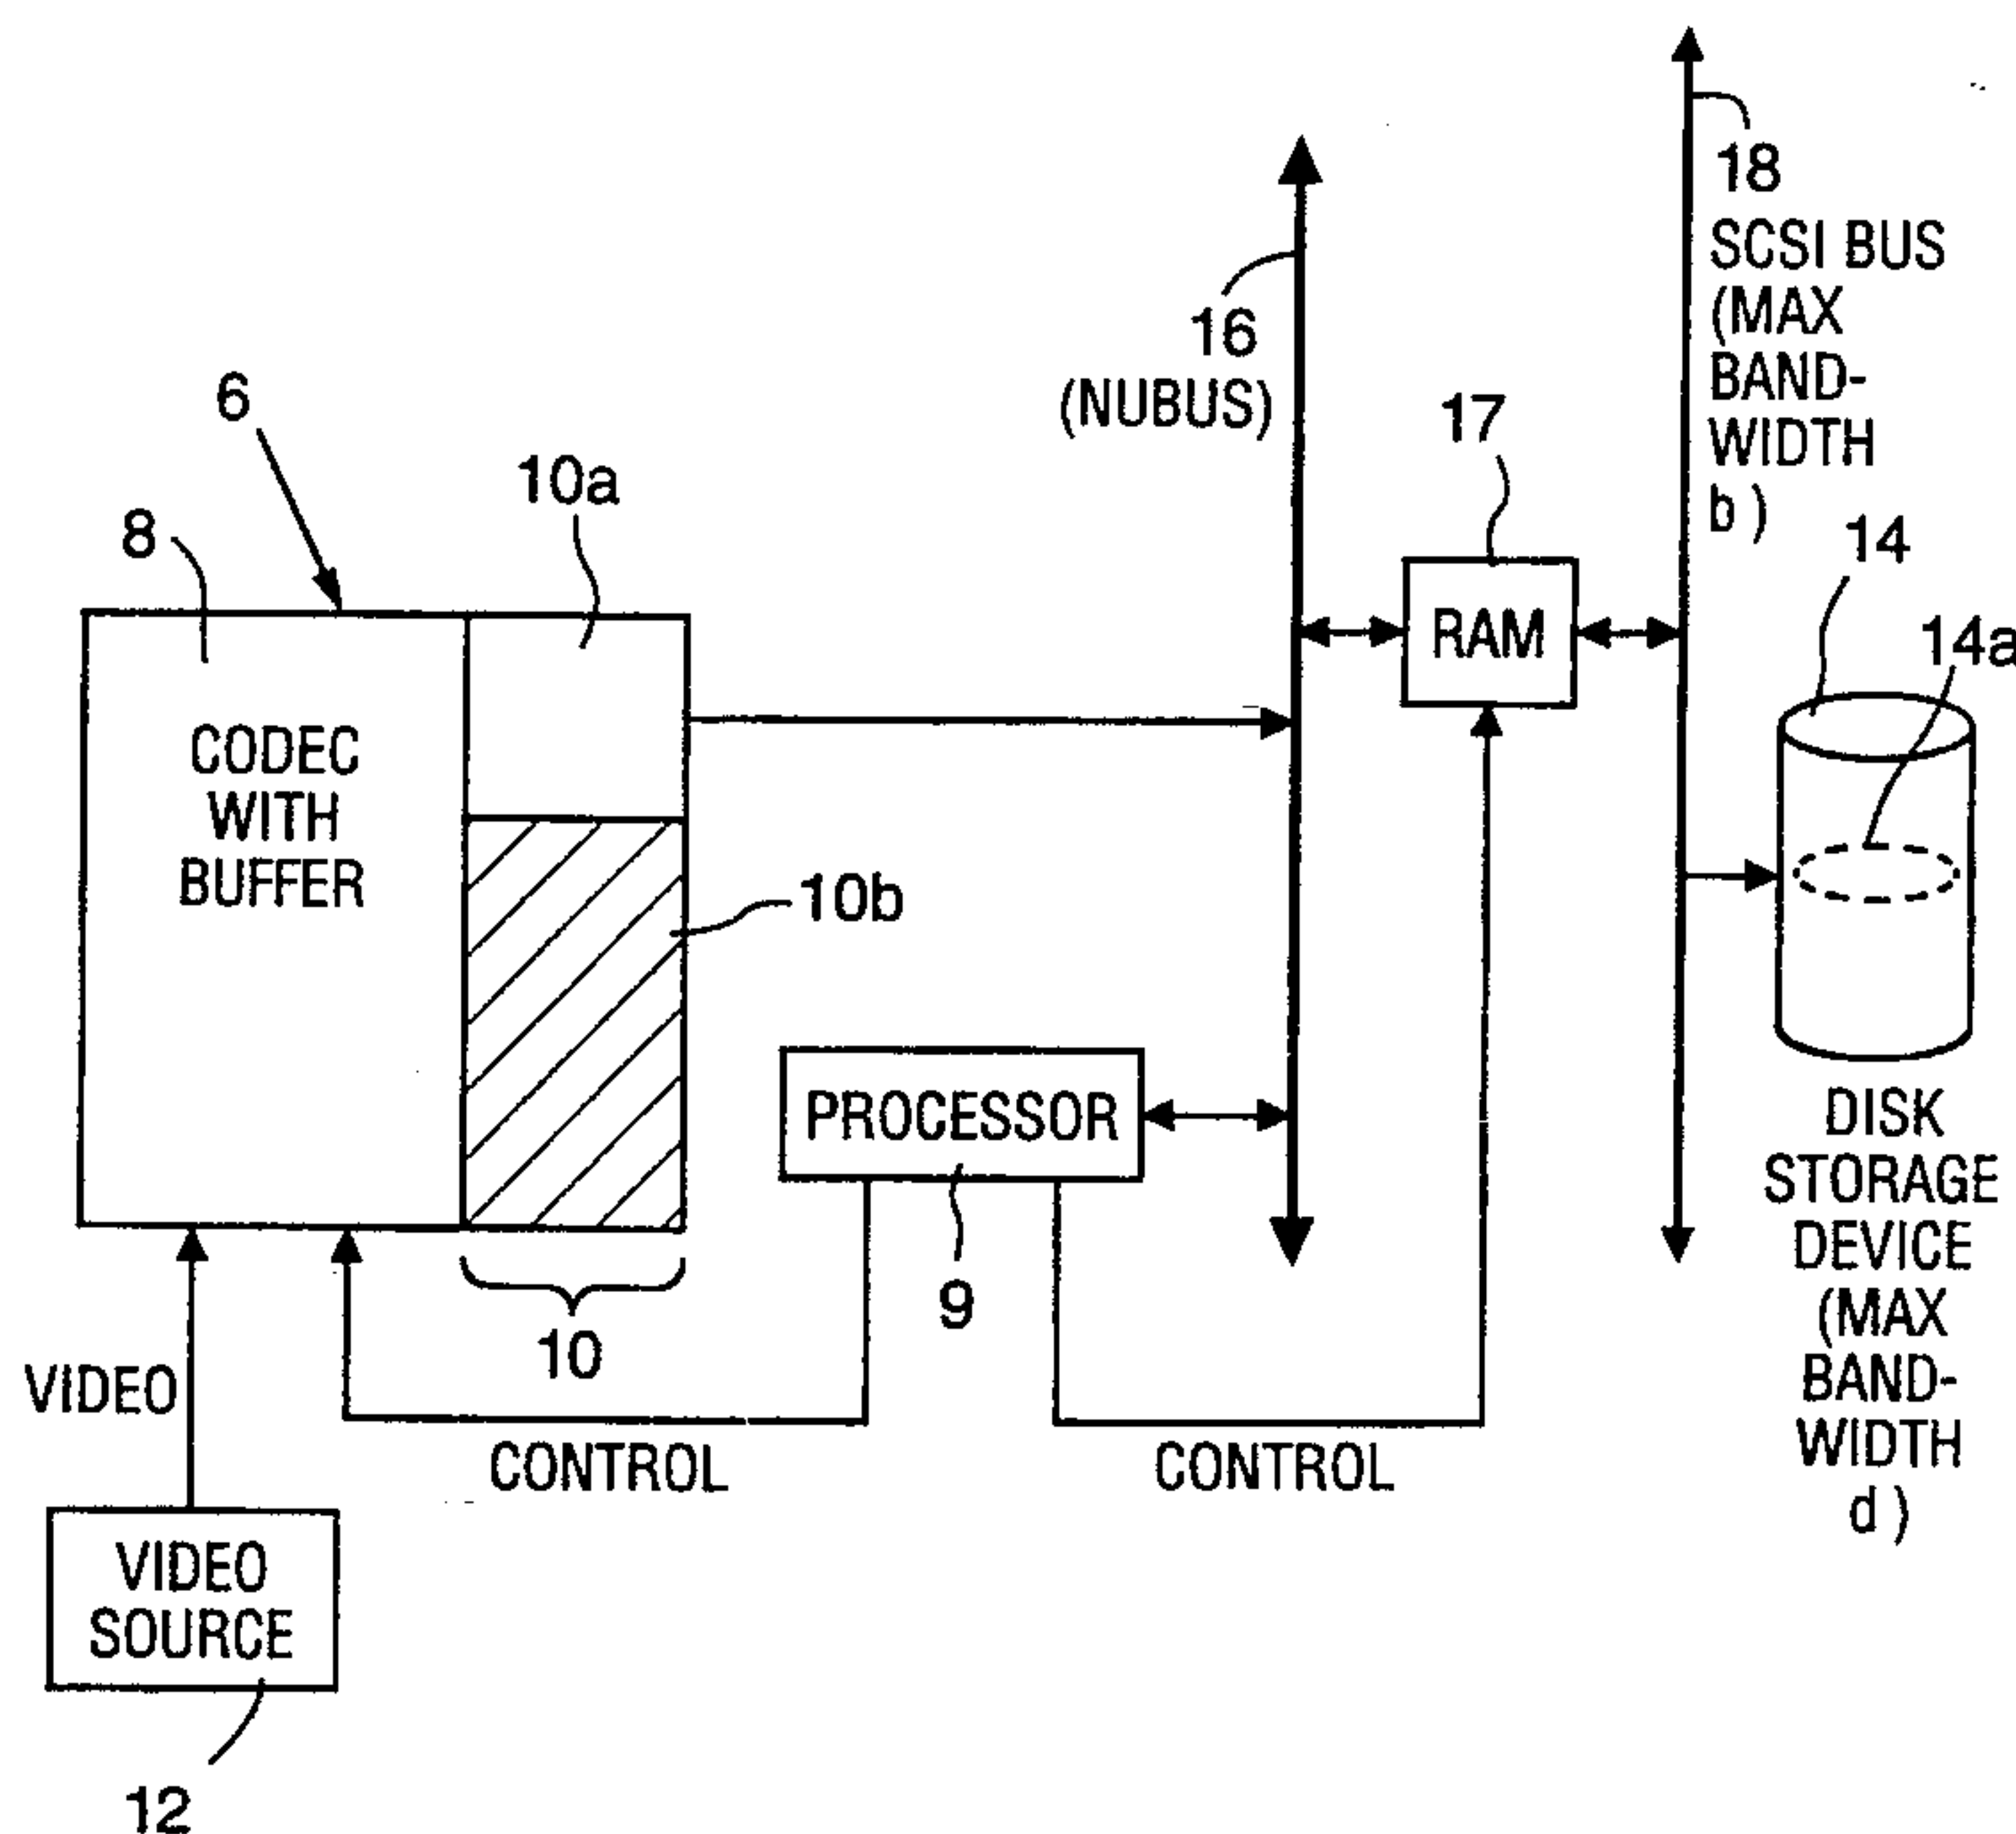 18
SCSI BUS
(MAX
BAND-
WIDTH
b )
16
(NUBUS)
6
17
10a
8
14
RAM
14a
CODEC
WITH
BUFFER
10b
PROCESSOR
DISK
STORAGE
DEVICE
(MAX
BAND-
WIDTH
d )
9
10
VIDEO
CONTROL
CONTROL
VIDEO
SOURCE
12